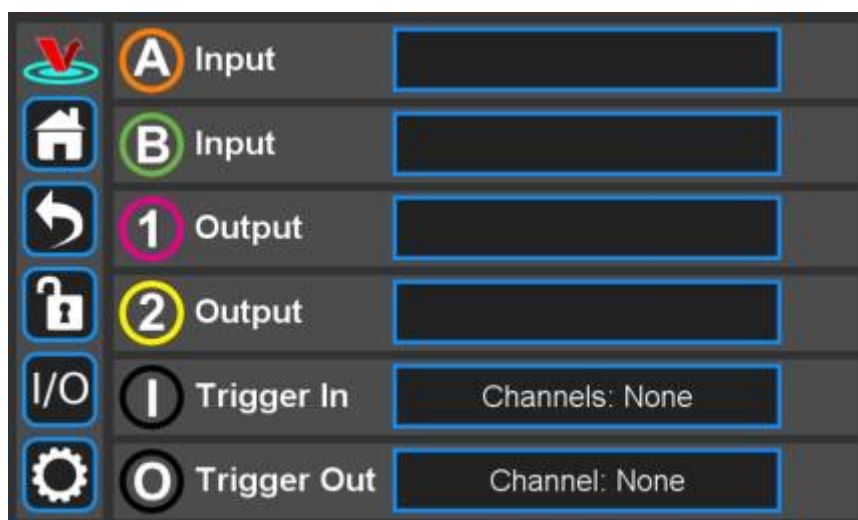 A Input
B Input
1 Output
2 Output
I/O
I Trigger In Channels: None
O Trigger Out Channel: None